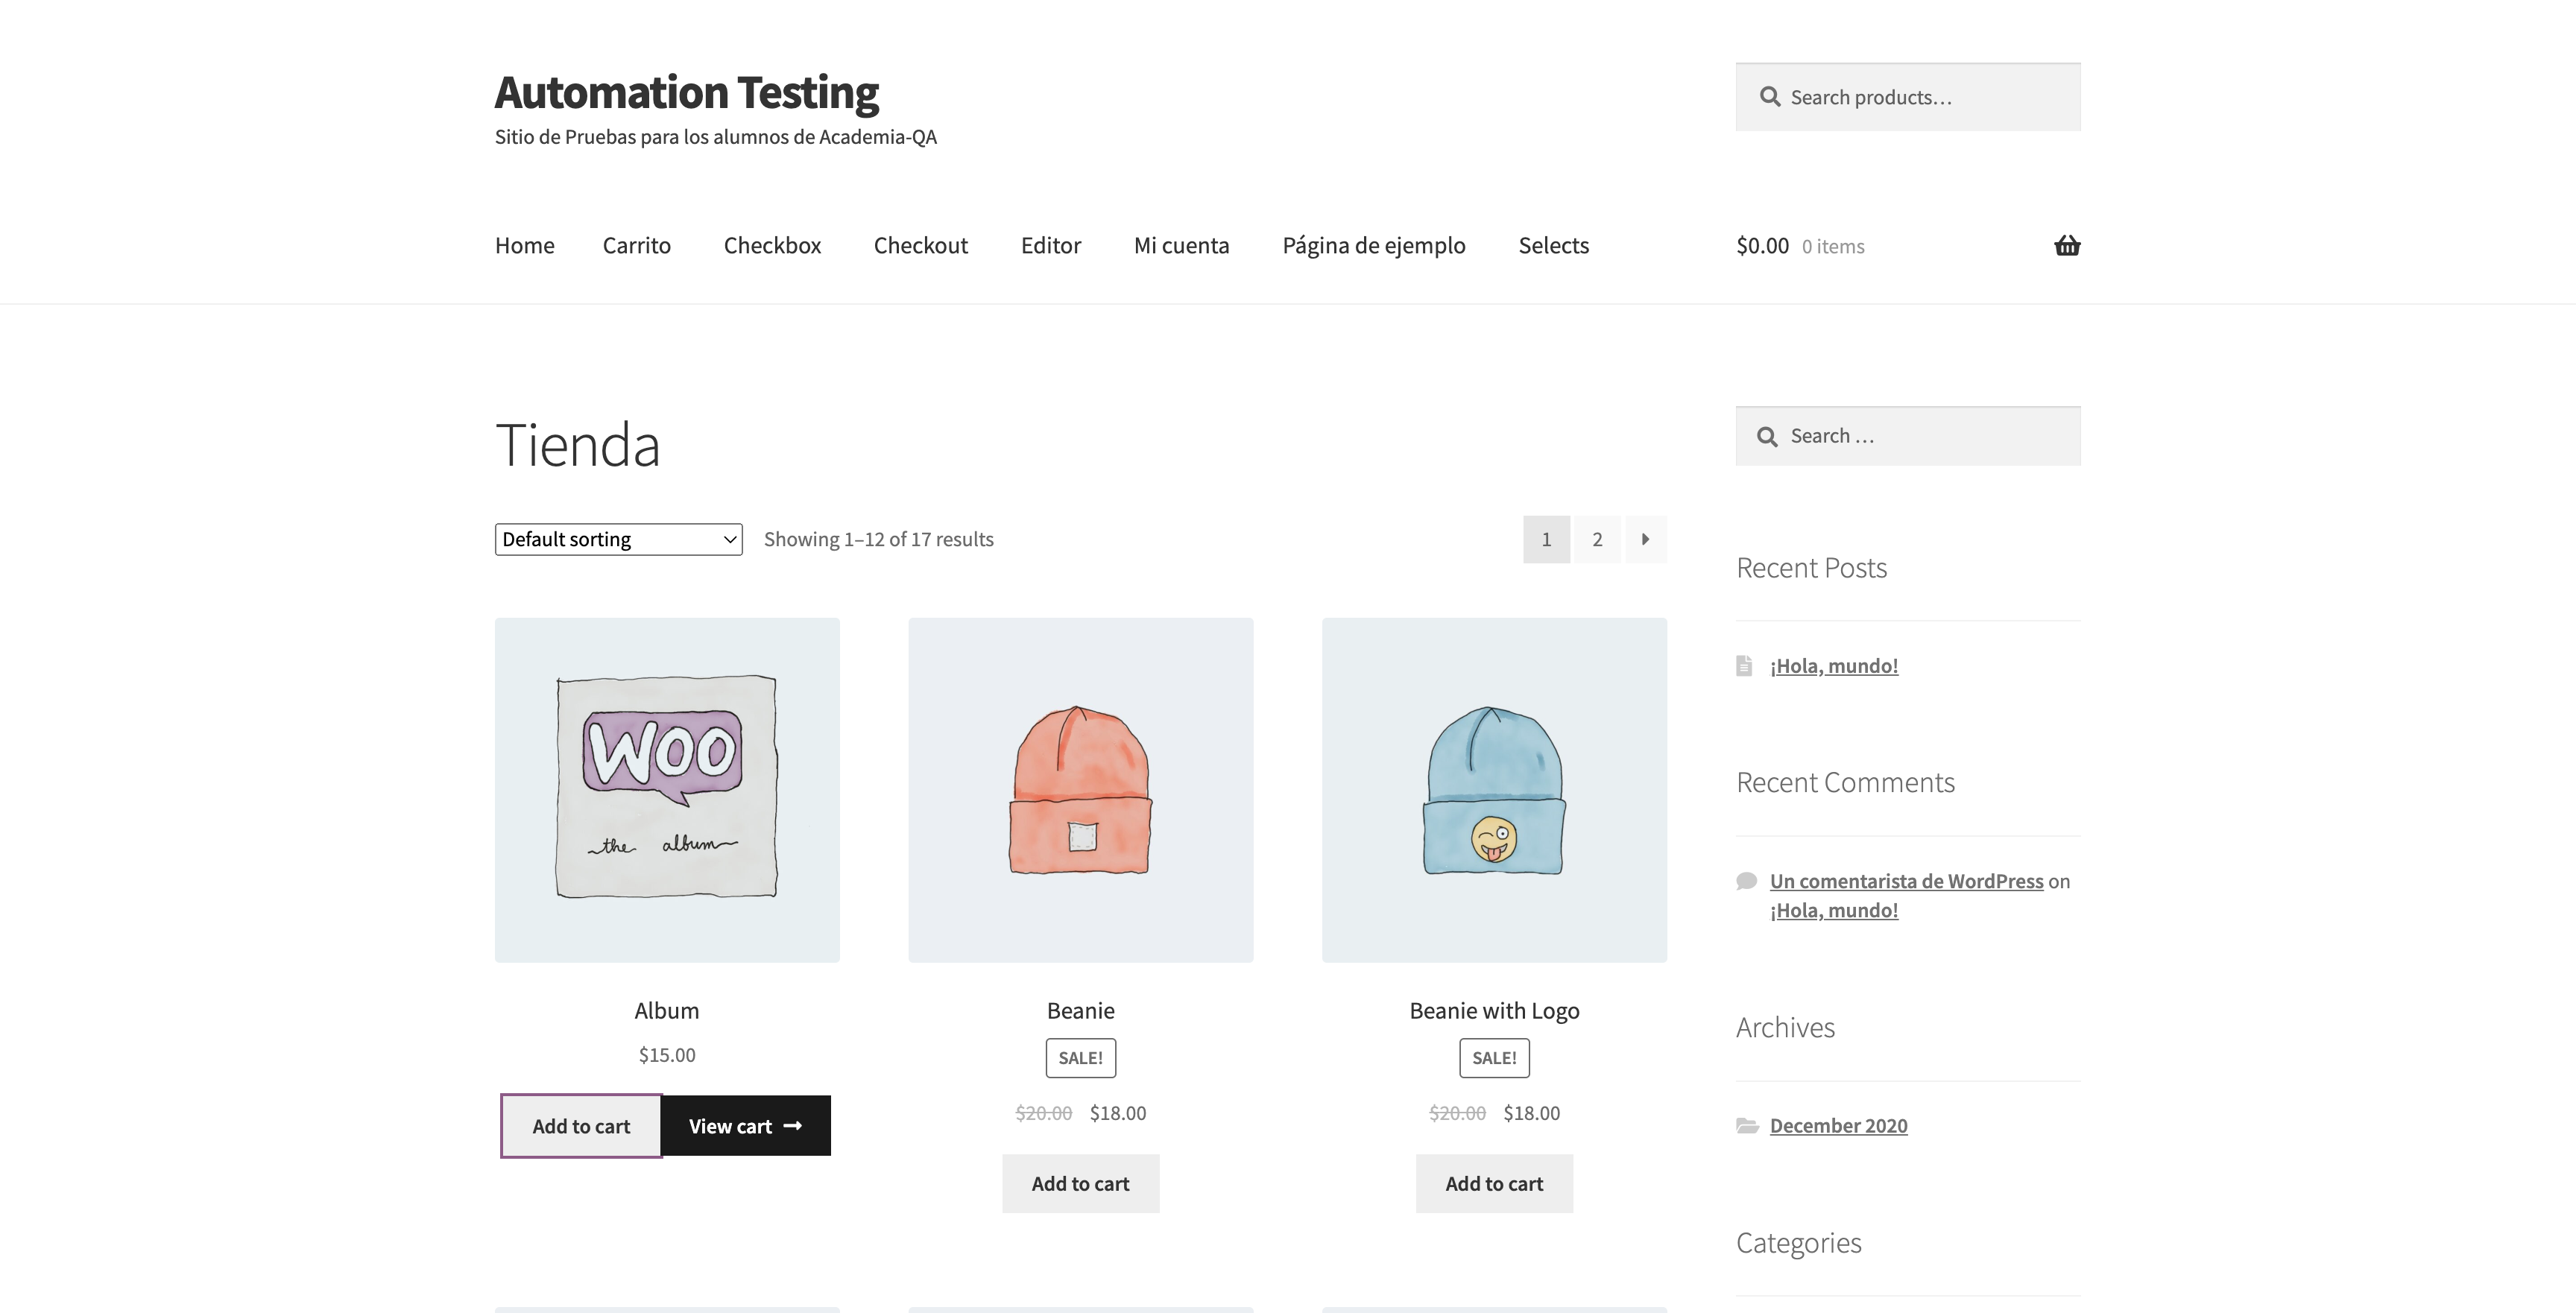 Automation Testing
Sitio de Pruebas para los alumnos de Academia-QA
Search products…
Home
Carrito
Checkbox
Checkout
Editor
Mi cuenta
Página de ejemplo
Selects
$0.00 0 items
Tienda
Default sorting
Showing 1–12 of 17 results
1
2
WOO
the album
Album
$15.00
Add to cart
View cart
Beanie
SALE!
$20.00 $18.00
Add to cart
Beanie with Logo
SALE!
$20.00 $18.00
Add to cart
Search …
Recent Posts
¡Hola, mundo!
Recent Comments
Un comentarista de WordPress on
¡Hola, mundo!
Archives
December 2020
Categories